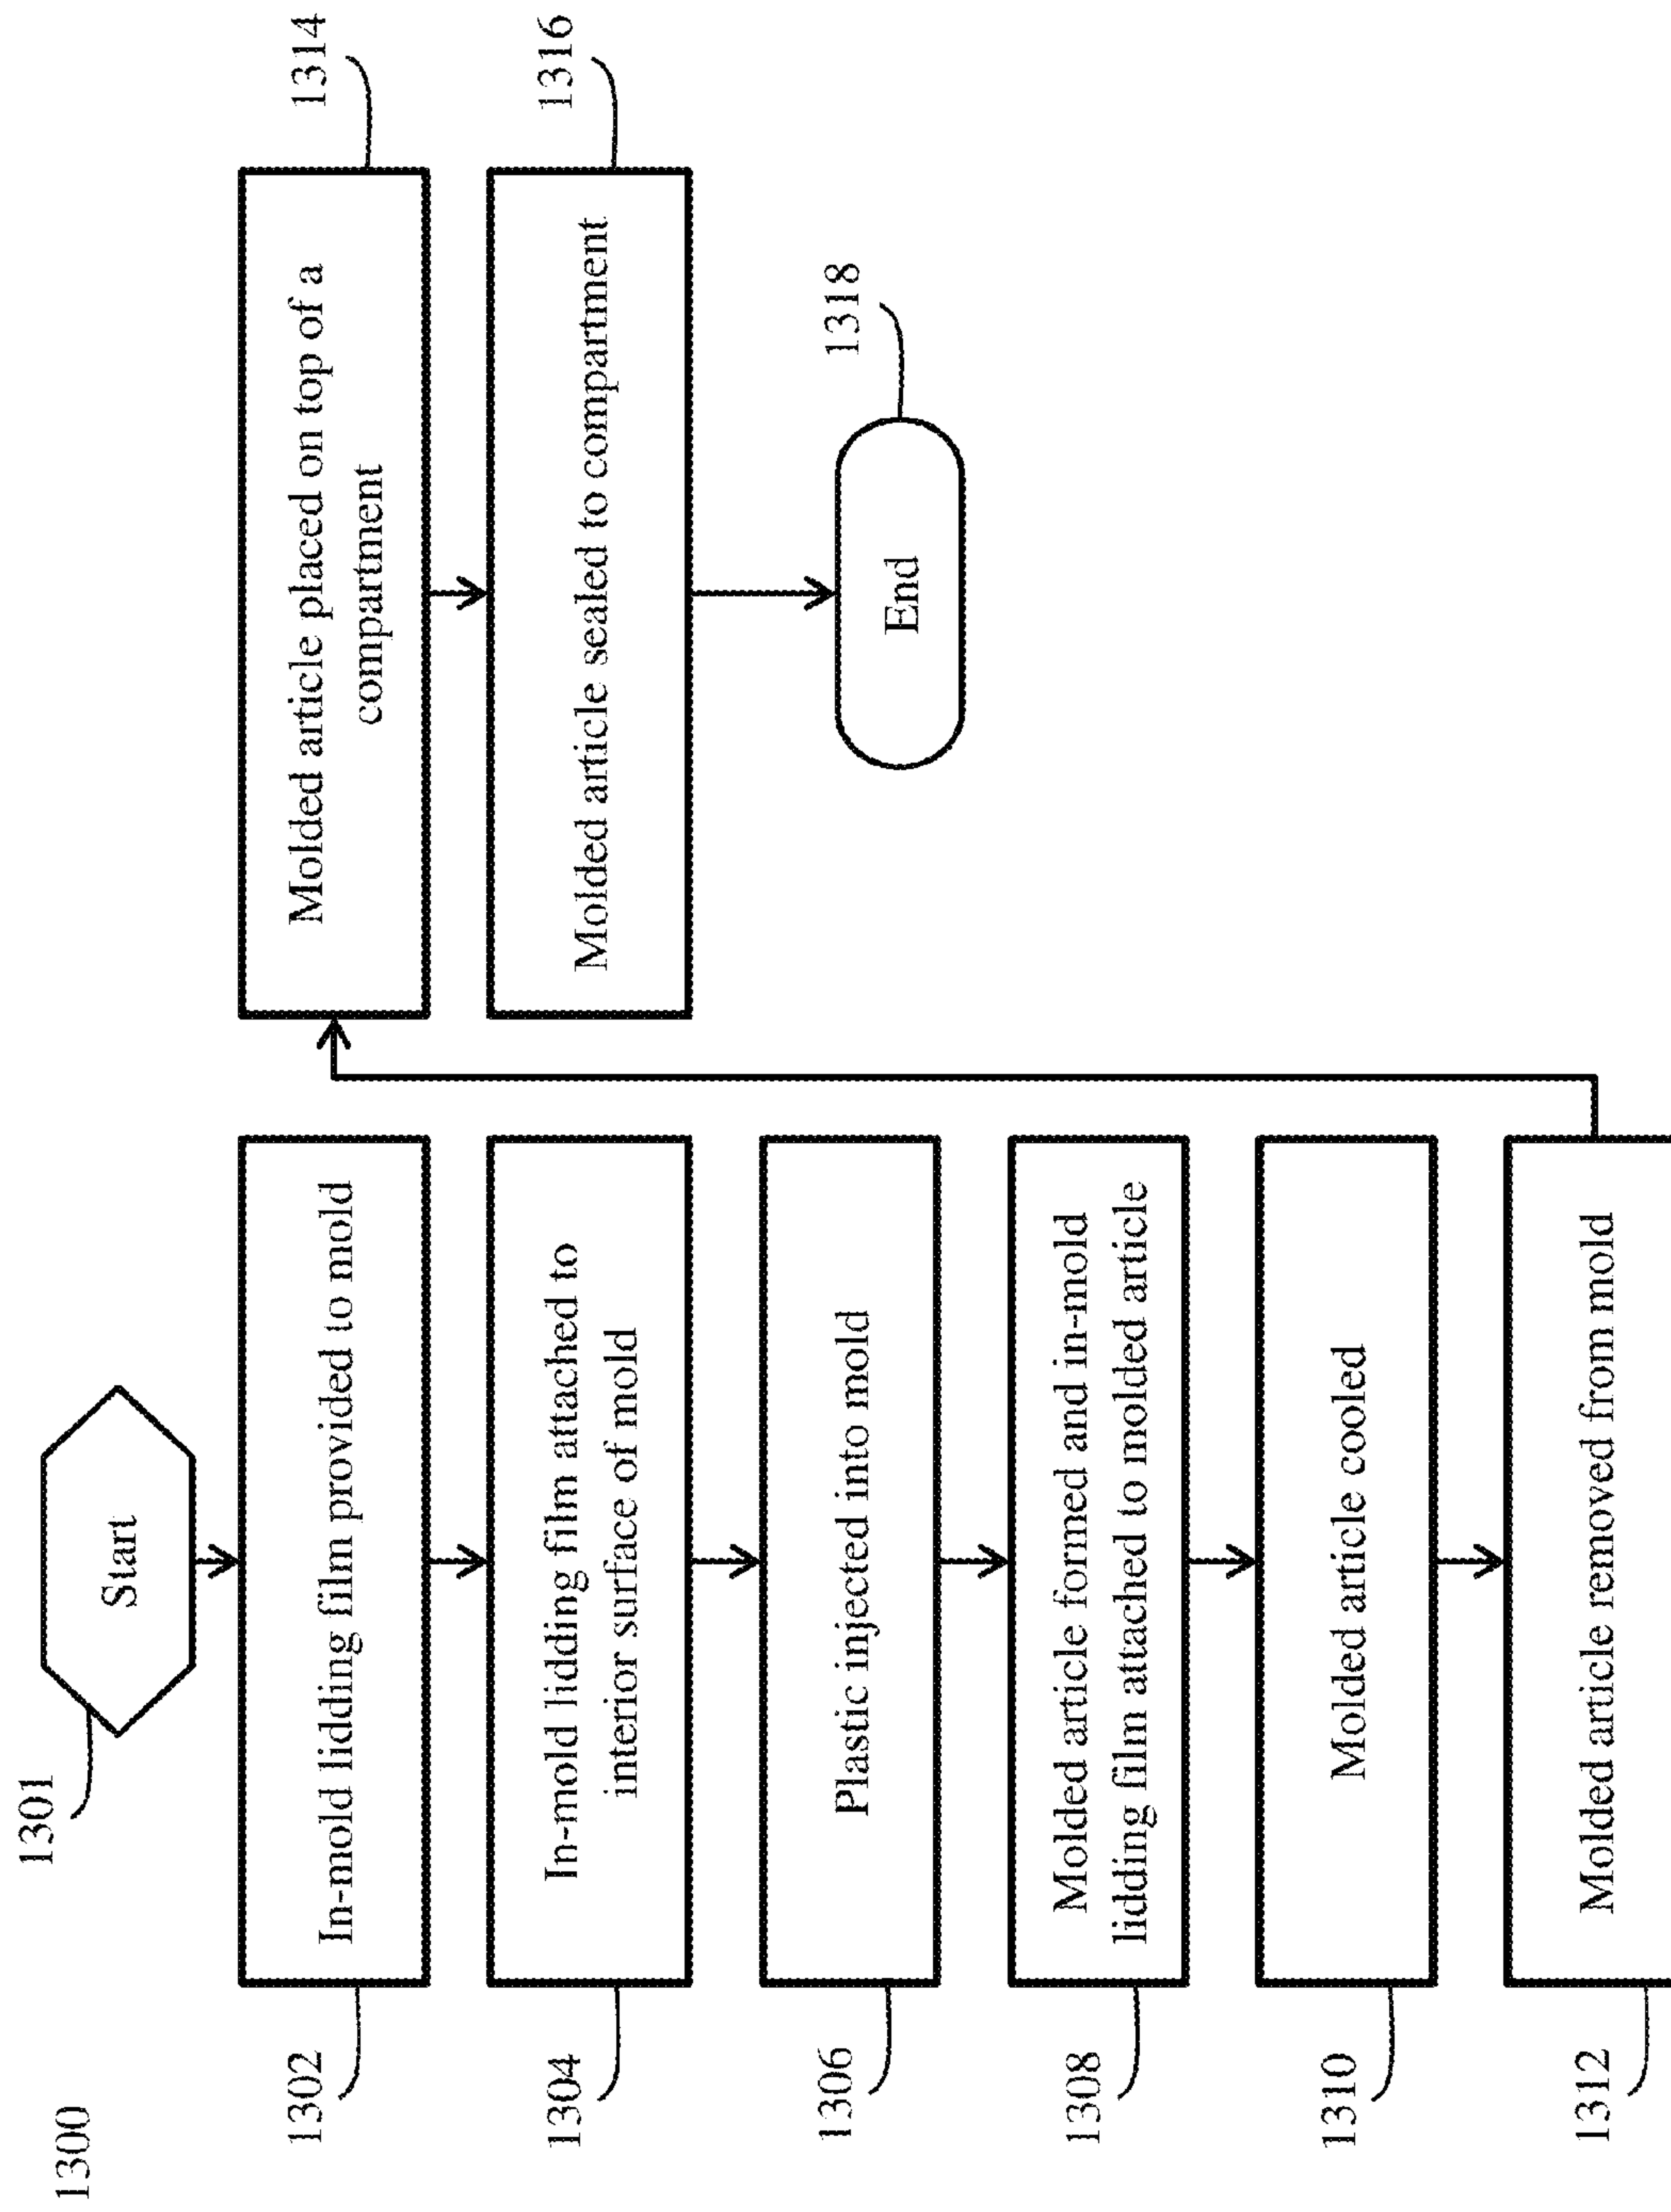 1300
1301
Start
1302
In-mold lidding film provided to mold
1304
In-mold lidding film attached to
interior surface of mold
1306
Plastic injected into mold
1308
Molded article formed and in-mold
lidding film attached to molded article
1310
Molded article cooled
1312
Molded article removed from mold
1314
Molded article placed on top of a
compartment
1316
Molded article sealed to compartment
1318
End